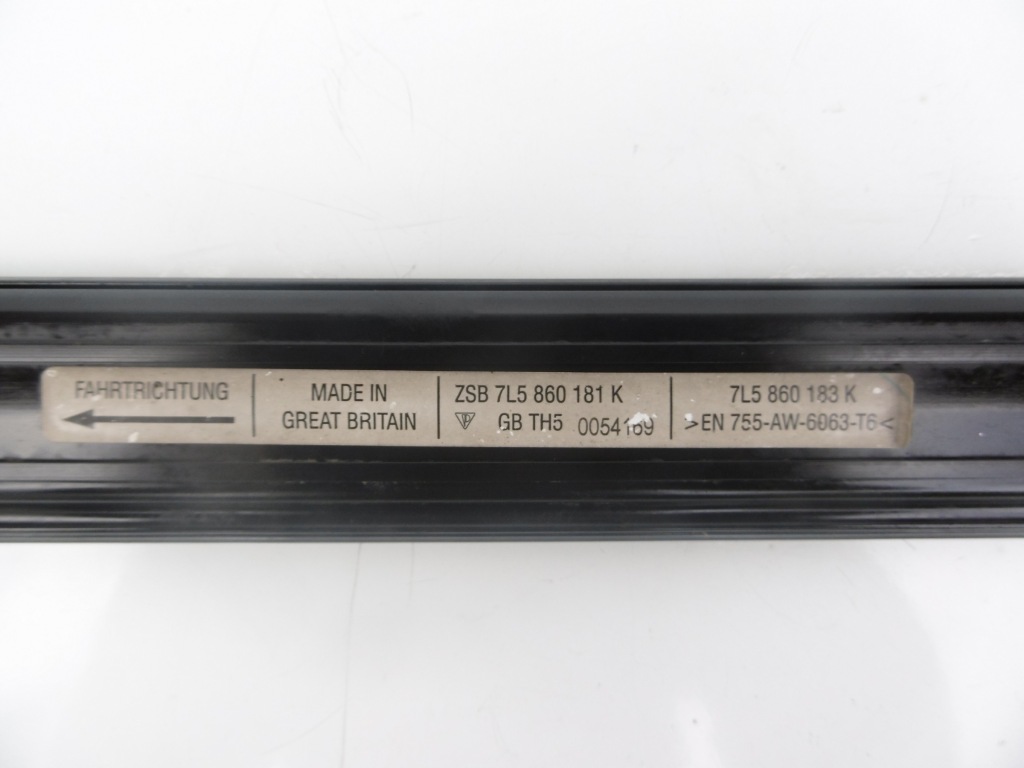 FAHRTRICHTUNG
MADE IN
GREAT BRITAIN
ZSB 7L5 860 181 K
GB TH5 0054169
7L5 860 183 K
>EN 755-AW-6063-T6<